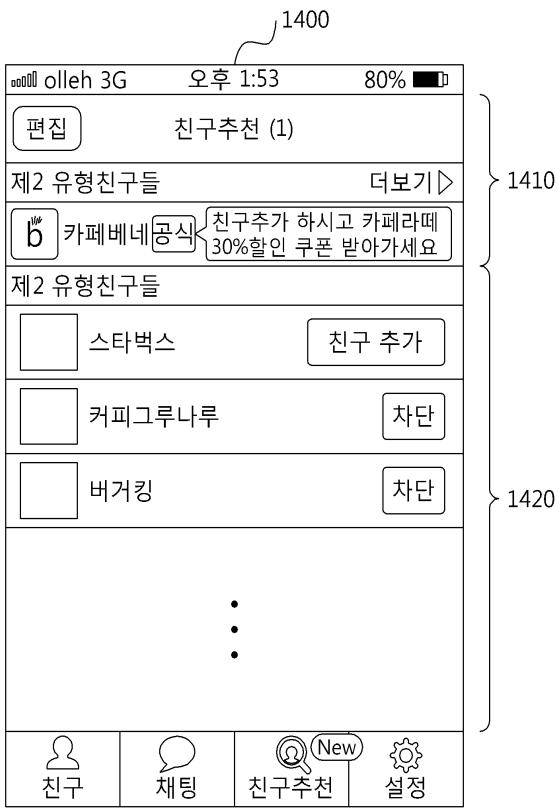 1400
olleh 3G 오후 1:53 80%
편집 친구추천 (1)
제2 유형친구들 더보기
1410
b 카페베네 공식 친구추가 하시고 카페라떼
30%할인 쿠폰 받아가세요
제2 유형친구들
스타벅스 친구 추가
커피그루나루 차단
버거킹 차단
1420
New
친구 채팅 친구추천 설정